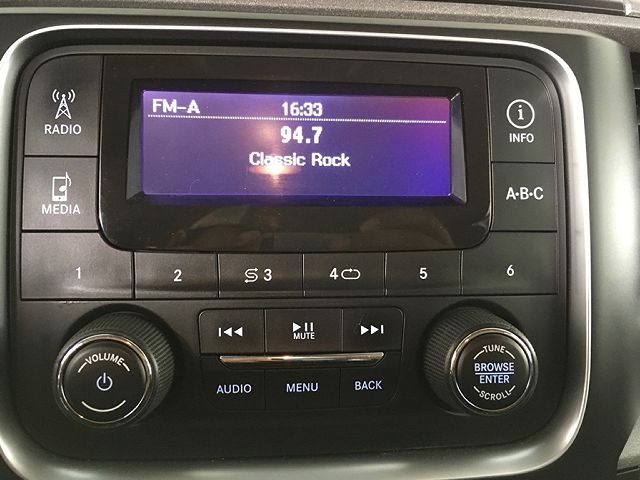 FM-A 16:33
94.7
Classic Rock
RADIO
MEDIA
i
INFO
A•B•C
1 2 3 4 5 6
MUTE
AUDIO MENU BACK
VOLUME
TUNE
BROWSE
ENTER
SCROLL